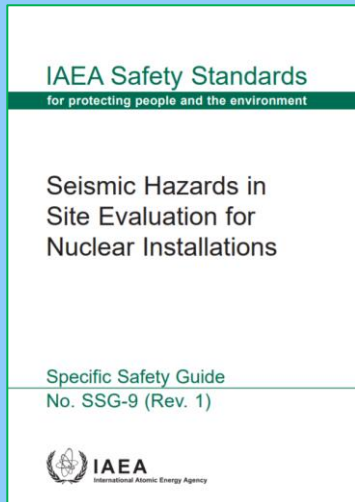 IAEA Safety Standards
for protecting people and the environment
Seismic Hazards in
Site Evaluation for
Nuclear Installations
Specific Safety Guide
No. SSG-9 (Rev. 1)
IAEA
International Atomic Energy Agency